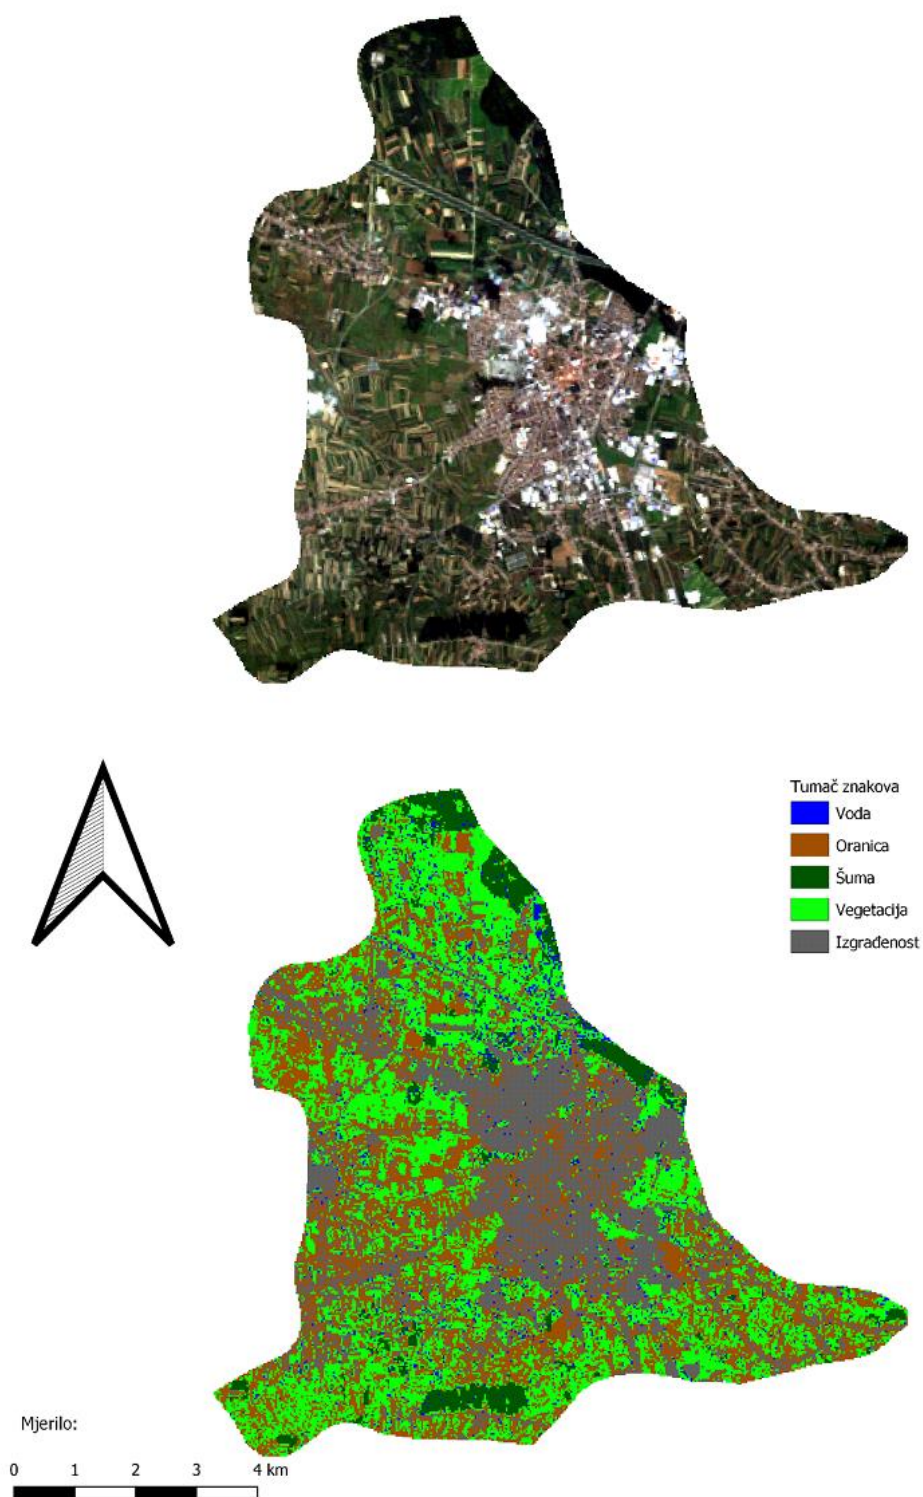 Tumač znakova
Voda
Oranica
Šuma
Vegetacija
Izgrađenost
Mjerilo:
0 1 2 3 4 km